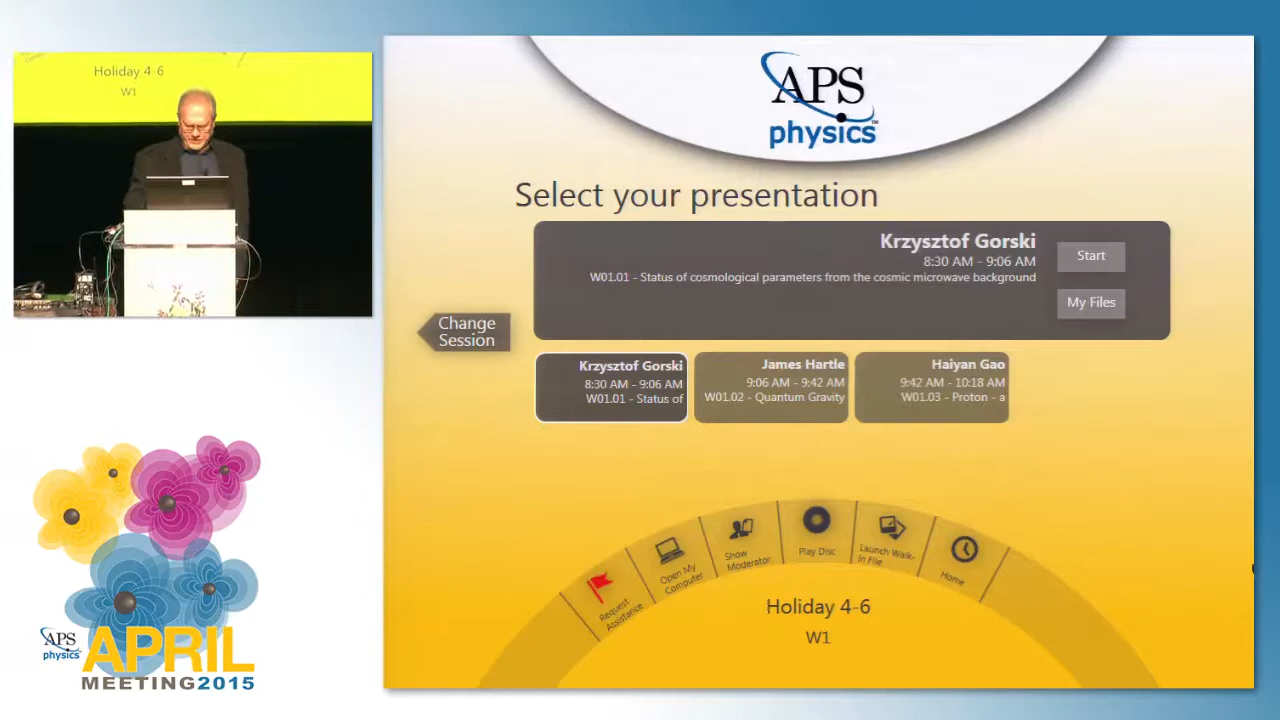 Holiday 4-6
W1
APS
physics™
Select your presentation
Krzysztof Gorski
8:30 AM - 9:06 AM
W01.01 - Status of cosmological parameters from the cosmic microwave background
Start
My Files
Change
Session
Krzysztof Gorski
8:30 AM - 9:06 AM
W01.01 - Status of
James Hartle
9:06 AM - 9:42 AM
W01.02 - Quantum Gravity
Haiyan Gao
9:42 AM - 10:18 AM
W01.03 - Proton - a
Request
Assistance
Open My
Computer
Show
Moderator
Play Disc
Launch Walk-
In File
Home
Holiday 4-6
W1
APS
physics
APRIL
MEETING2015